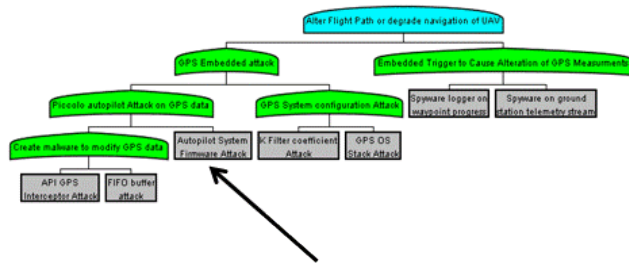 Alter Flight Path or degrade navigation of UAV
GPS Embedded attack
Embedded Trigger to Cause Alteration of GPS Measurments
Piccolo autopilot Attack on GPS data
GPS System configuration Attack
Spyware logger on
waypoint progress
Spyware on ground
station telemetry stream
Create malware to modify GPS data
Autopilot System
Firmware Attack
K Filter coefficient
Attack
GPS OS
Stack Attack
API GPS
Interceptor Attack
FIFO buffer
attack